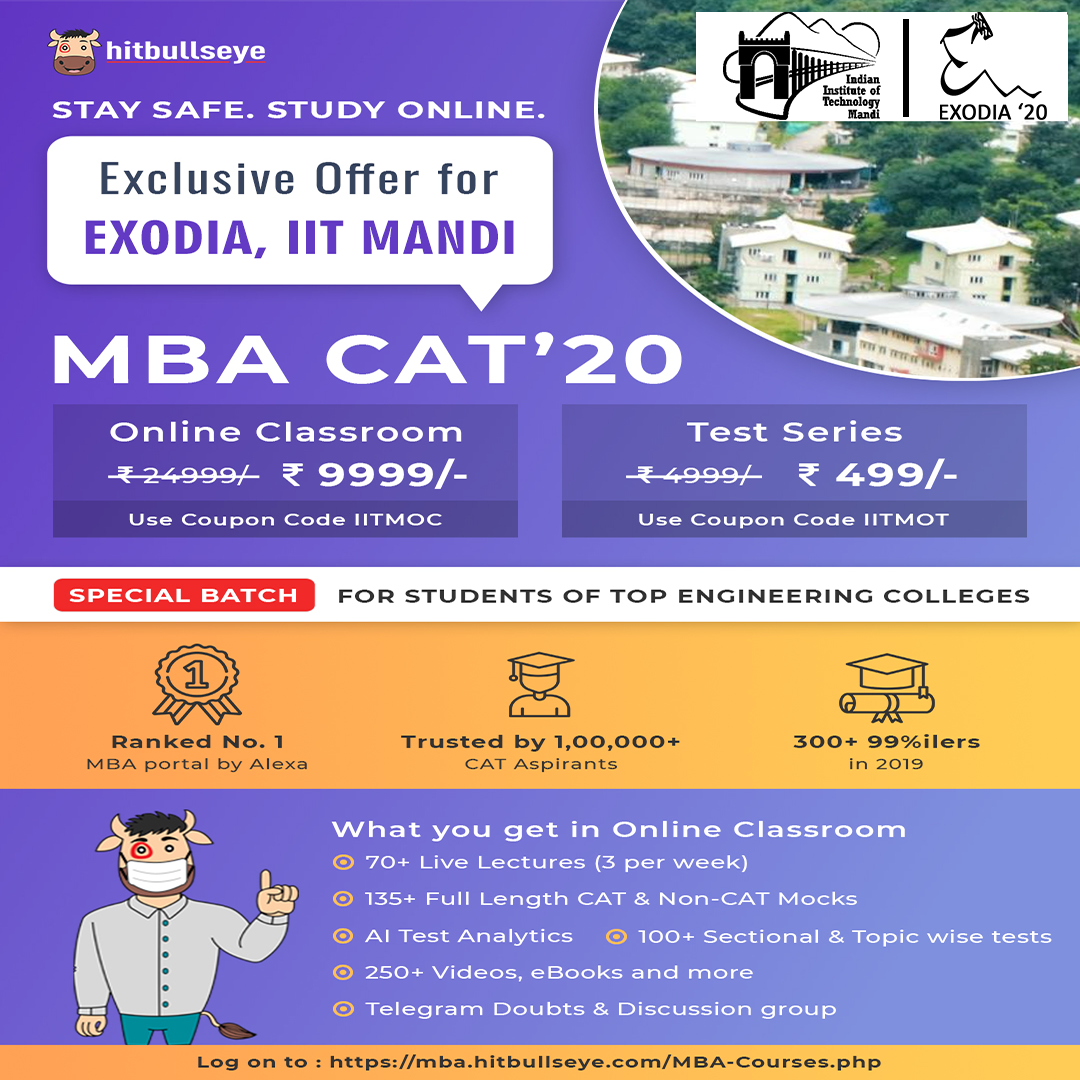 hitbullseye
Indian
Institute of
Technology
Mandi
EXODIA '20
STAY SAFE. STUDY ONLINE.
Exclusive Offer for
EXODIA, IIT MANDI
MBA CAT’20
Online Classroom
₹ 24999/- ₹ 9999/-
Use Coupon Code IITMOC
Test Series
₹ 4999/- ₹ 499/-
Use Coupon Code IITMOT
SPECIAL BATCH FOR STUDENTS OF TOP ENGINEERING COLLEGES
1
Ranked No. 1
MBA portal by Alexa
Trusted by 1,00,000+
CAT Aspirants
300+ 99%ilers
in 2019
What you get in Online Classroom
70+ Live Lectures (3 per week)
135+ Full Length CAT & Non-CAT Mocks
AI Test Analytics 100+ Sectional & Topic wise tests
250+ Videos, eBooks and more
Telegram Doubts & Discussion group
Log on to : https://mba.hitbullseye.com/MBA-Courses.php